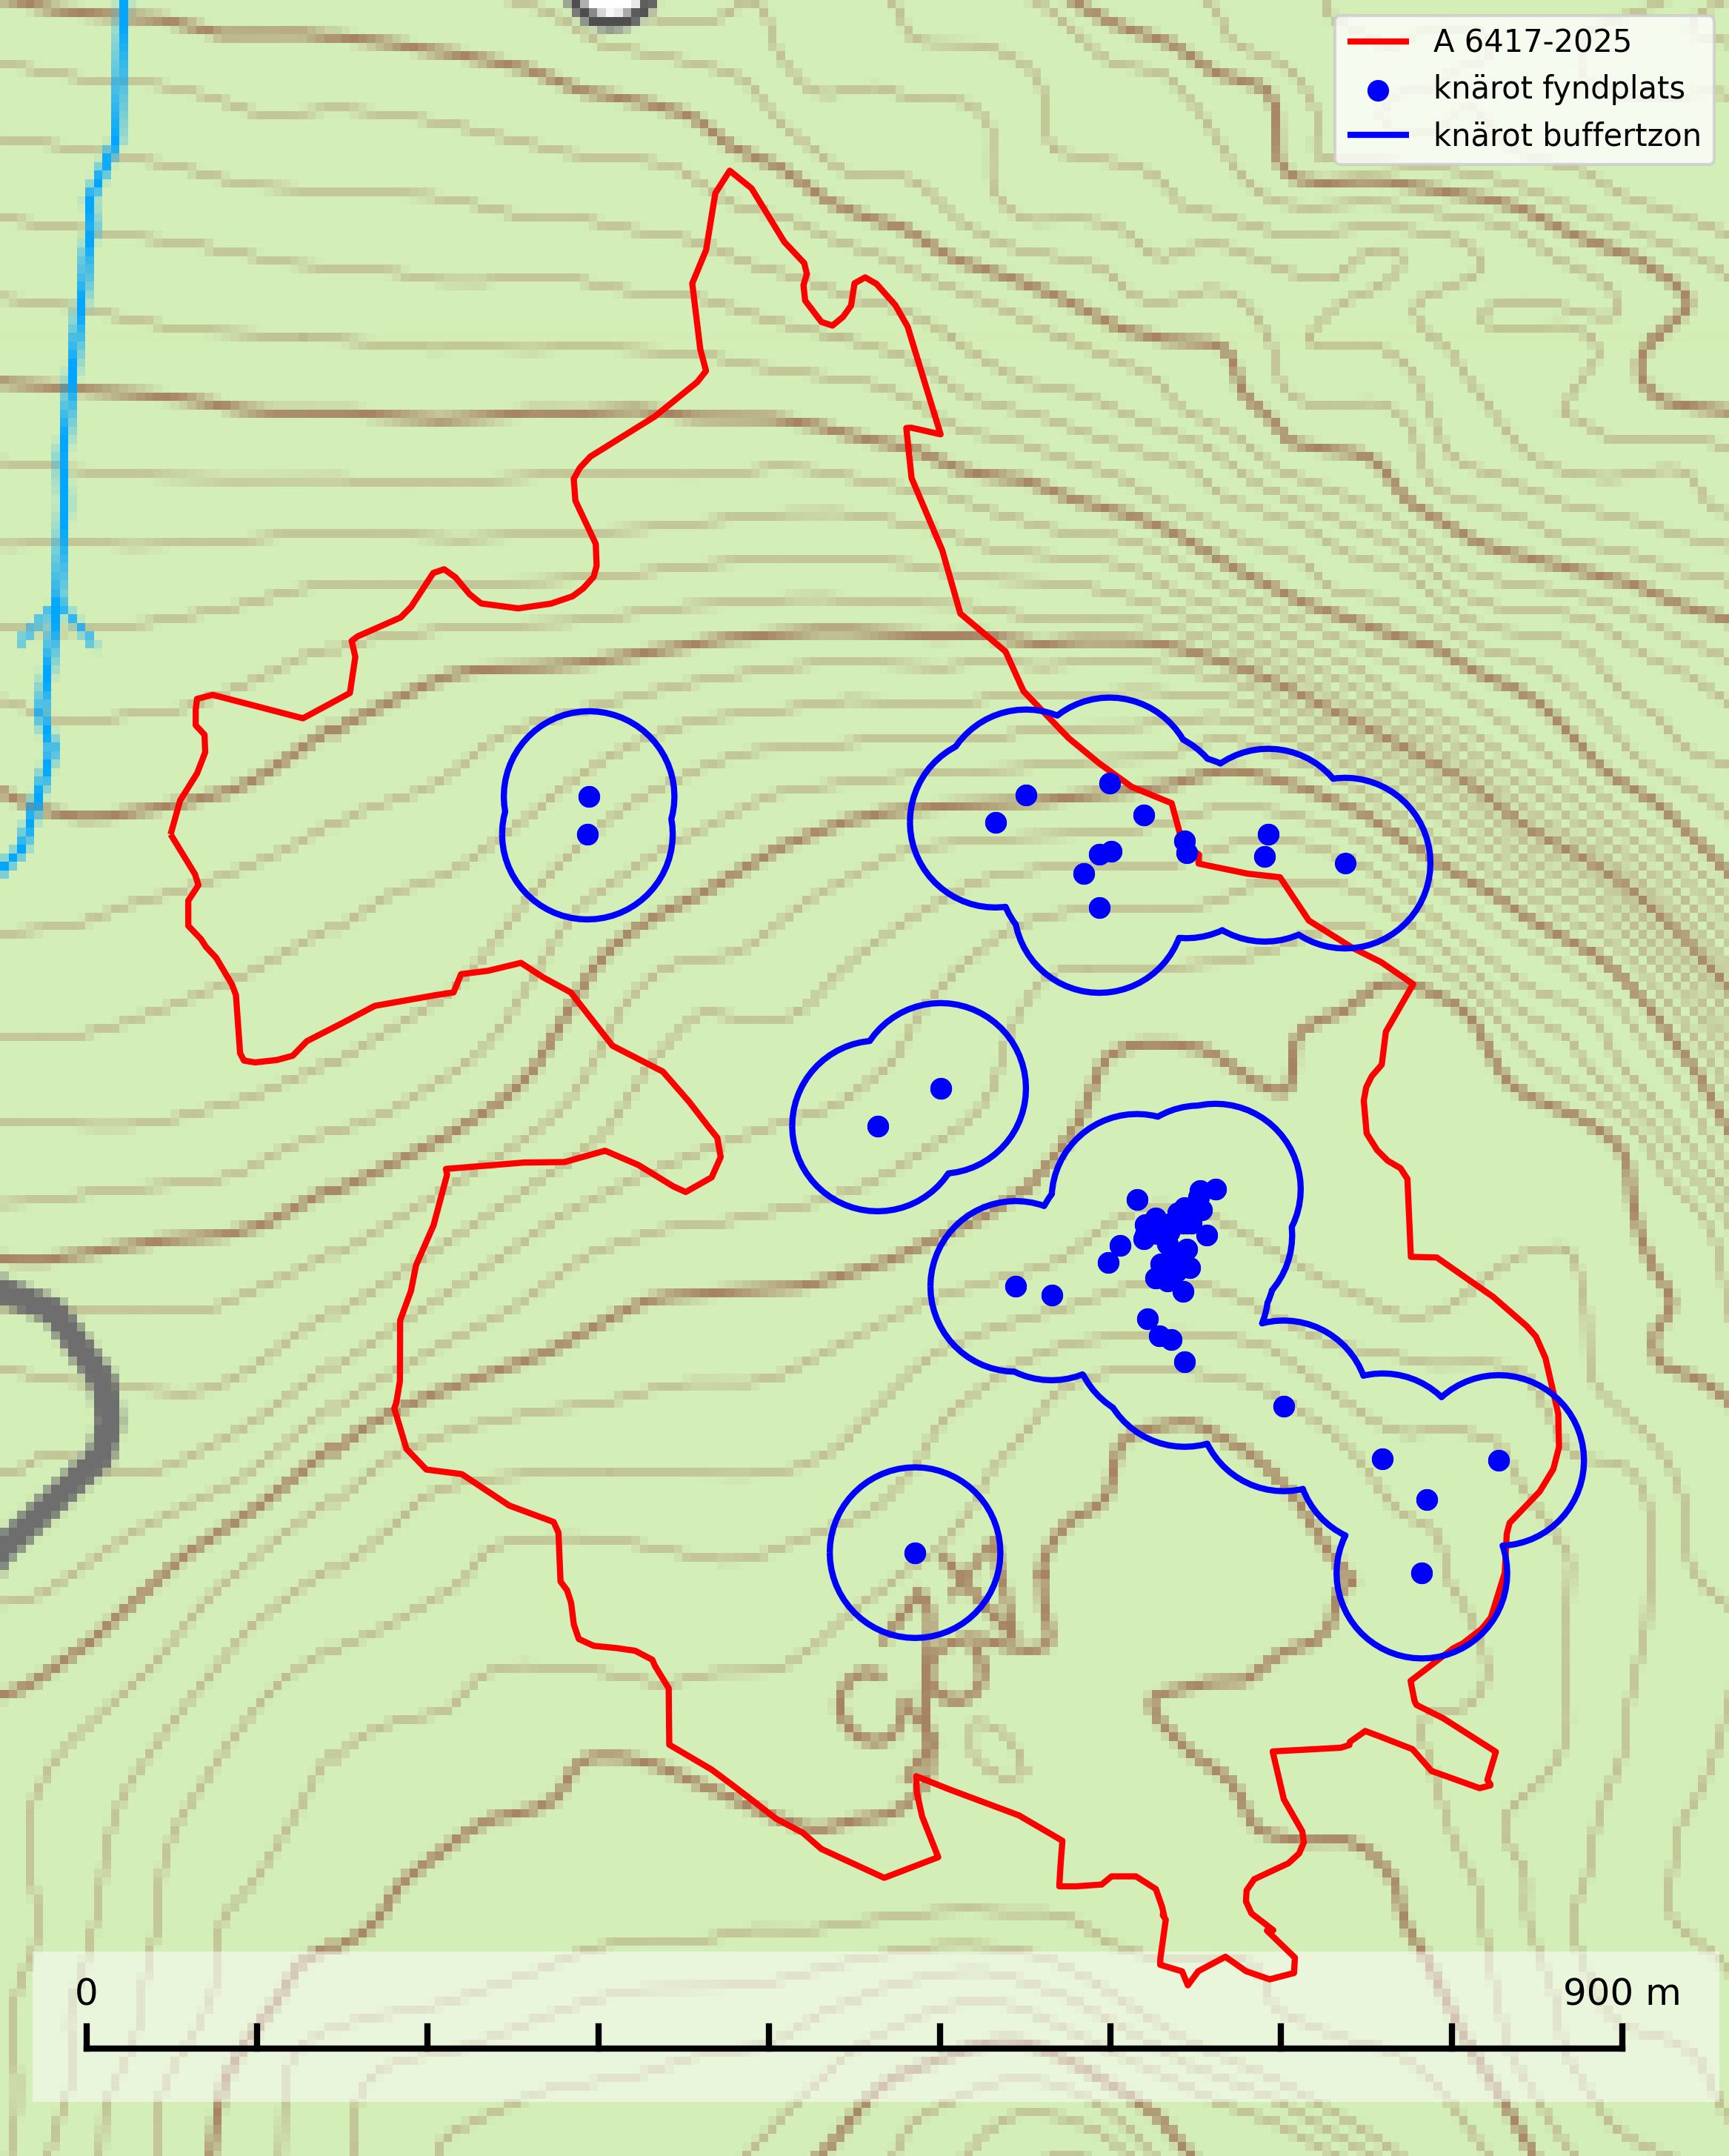 A 6417-2025
knärot fyndplats
knärot buffertzon
0
900 m